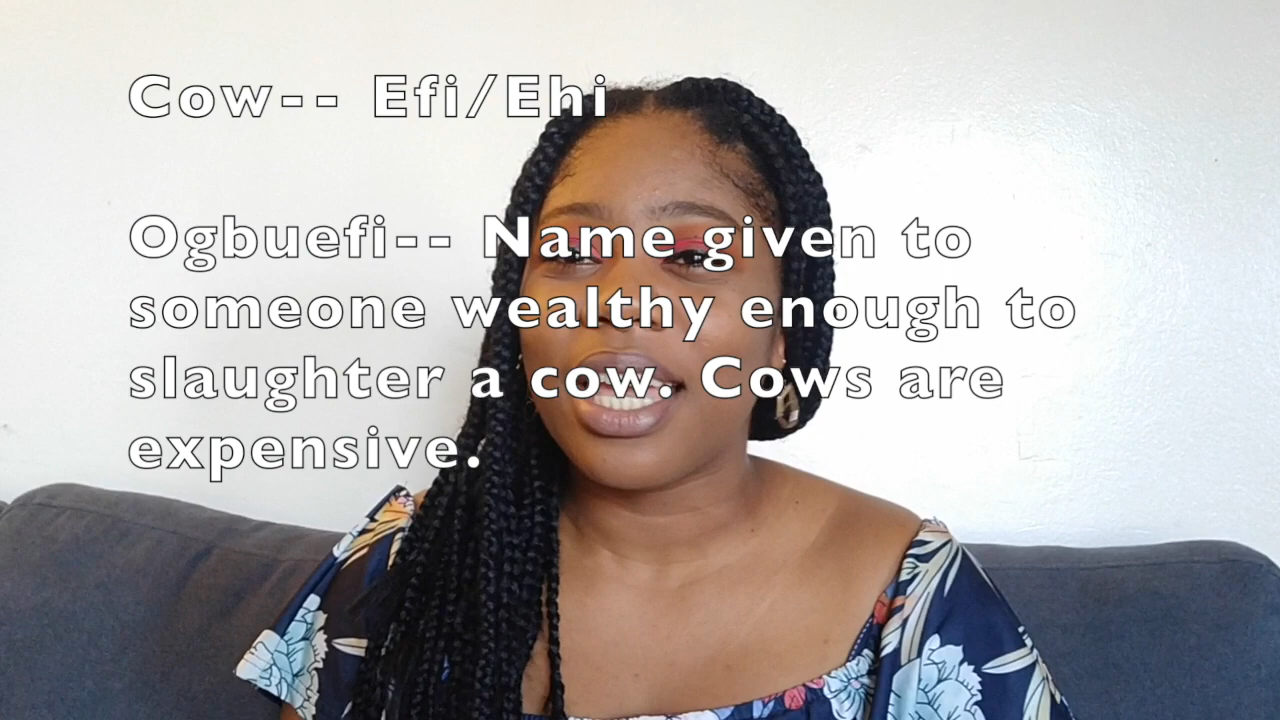 Cow-- Efi/Ehi
Ogbuefi-- Name given to
someone wealthy enough to
slaughter a cow. Cows are
expensive.